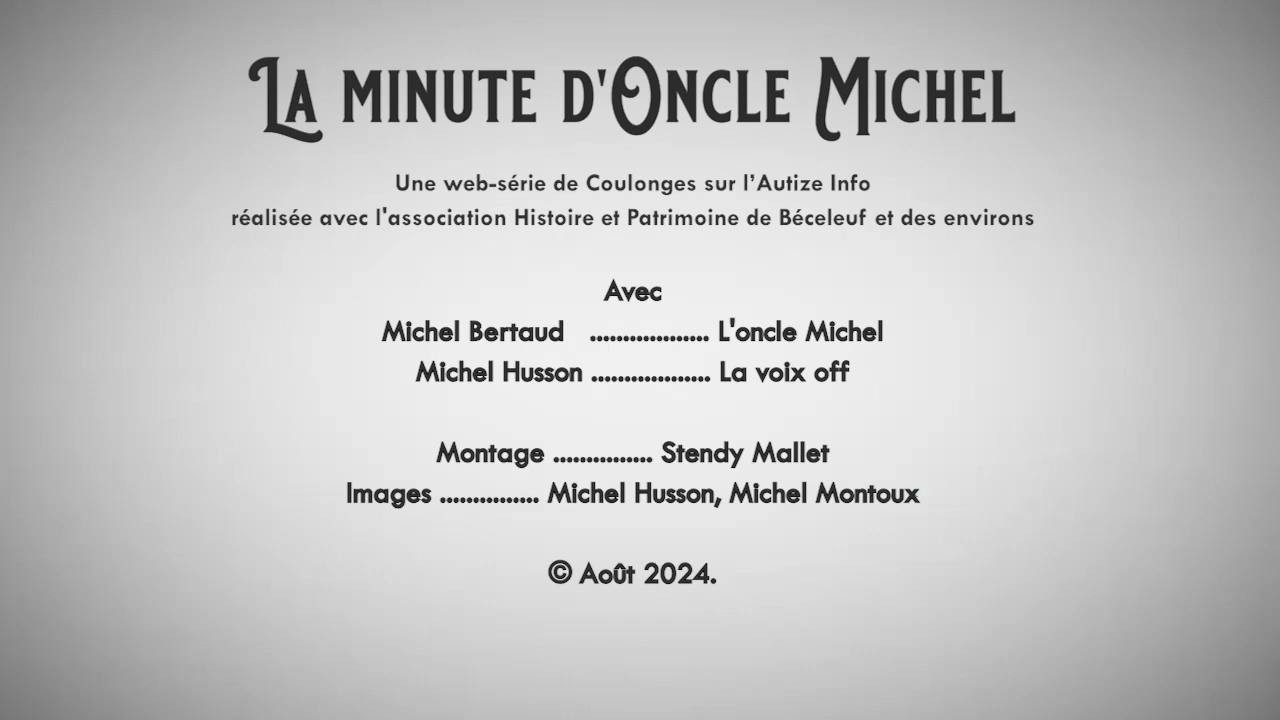 La minute d'Oncle Michel
Une web-série de Coulonges sur l’Autize Info
réalisée avec l'association Histoire et Patrimoine de Béceleuf et des environs
Avec
Michel Bertaud .................. L'oncle Michel
Michel Husson .................. La voix off
Montage ............... Stendy Mallet
Images ............... Michel Husson, Michel Montoux
© Août 2024.